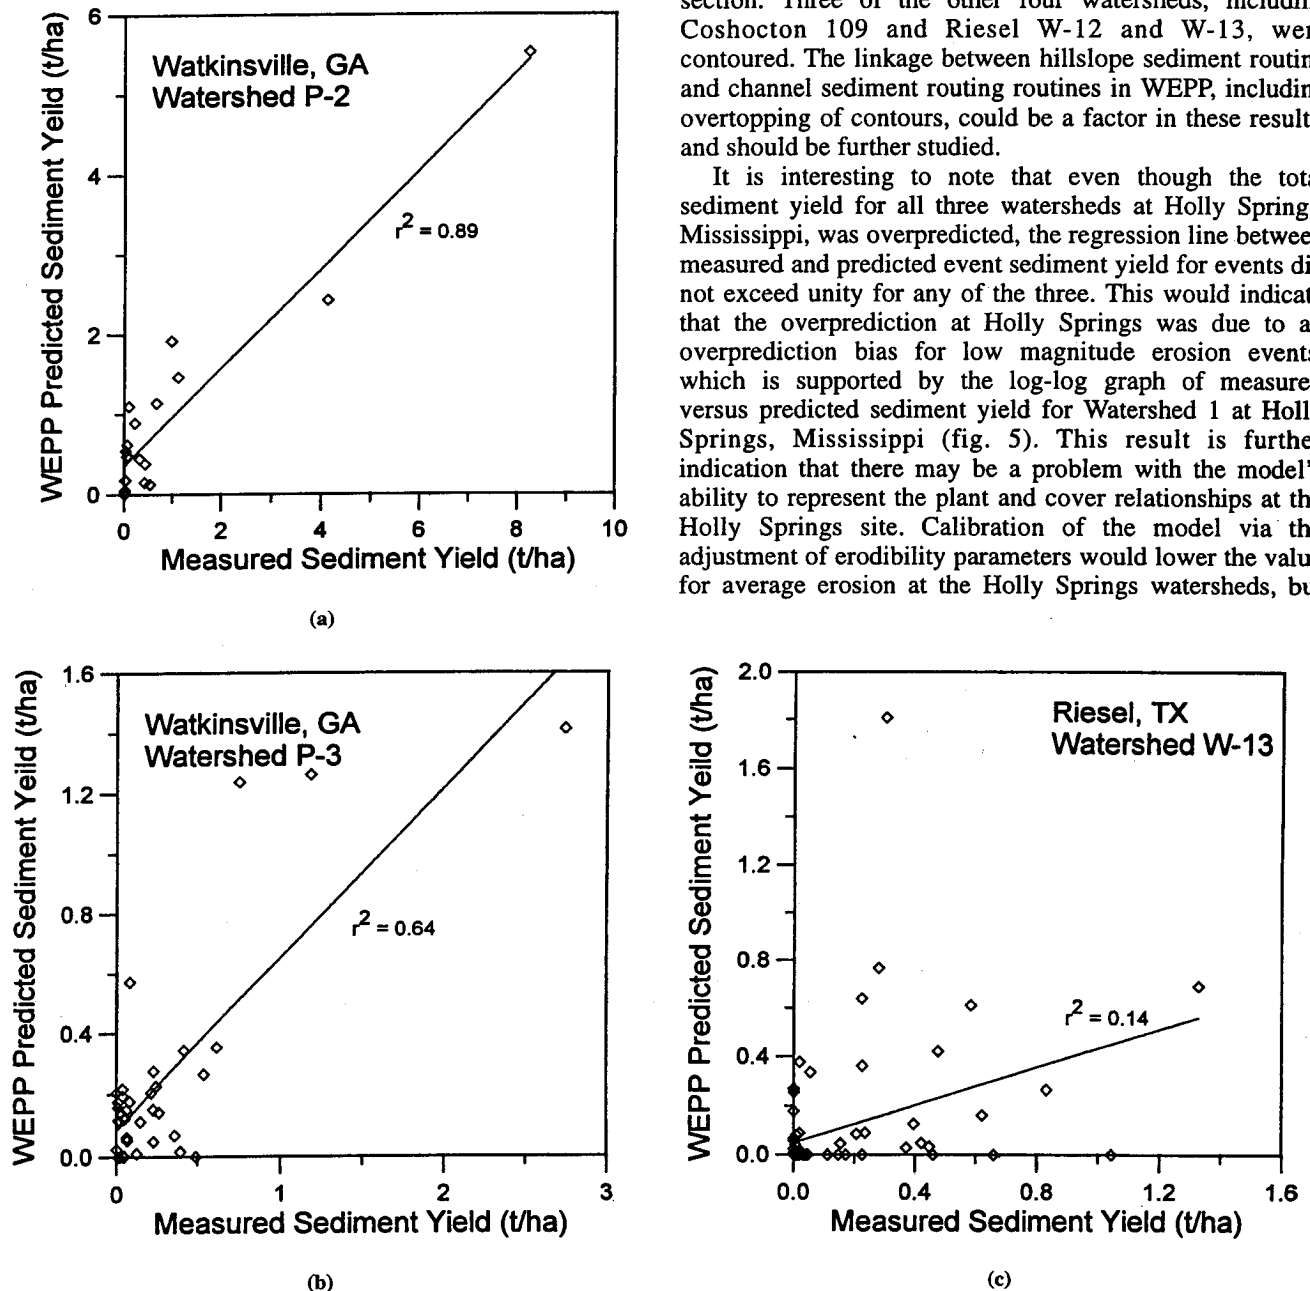 WEPP Predicted Sediment Yeild (t/ha)
6
4
2
0
Watkinsville, GA
Watershed P-2
r2 = 0.89
0 2 4 6 8 10
Measured Sediment Yield (t/ha)
(a)
section. Three of the other four watersheds, includin
Coshocton 109 and Riesel W-12 and W-13, wer
contoured. The linkage between hillslope sediment routin
and channel sediment routing routines in WEPP, includin
overtopping of contours, could be a factor in these result
and should be further studied.
It is interesting to note that even though the tota
sediment yield for all three watersheds at Holly Spring
Mississippi, was overpredicted, the regression line betwee
measured and predicted event sediment yield for events di
not exceed unity for any of the three. This would indicat
that the overprediction at Holly Springs was due to a
overprediction bias for low magnitude erosion event
which is supported by the log-log graph of measure
versus predicted sediment yield for Watershed 1 at Holl
Springs, Mississippi (fig. 5). This result is furthe
indication that there may be a problem with the model'
ability to represent the plant and cover relationships at th
Holly Springs site. Calibration of the model via th
adjustment of erodibility parameters would lower the valu
for average erosion at the Holly Springs watersheds, bu
WEPP Predicted Sediment Yeild (t/ha)
1.6
1.2
0.8
0.4
0.0
Watkinsville, GA
Watershed P-3
r2 = 0.64
0 1 2 3
Measured Sediment Yield (t/ha)
(b)
WEPP Predicted Sediment Yeild (t/ha)
2.0
1.6
1.2
0.8
0.4
0.0
Riesel, TX
Watershed W-13
r2 = 0.14
0.0 0.4 0.8 1.2 1.6
Measured Sediment Yield (t/ha)
(c)